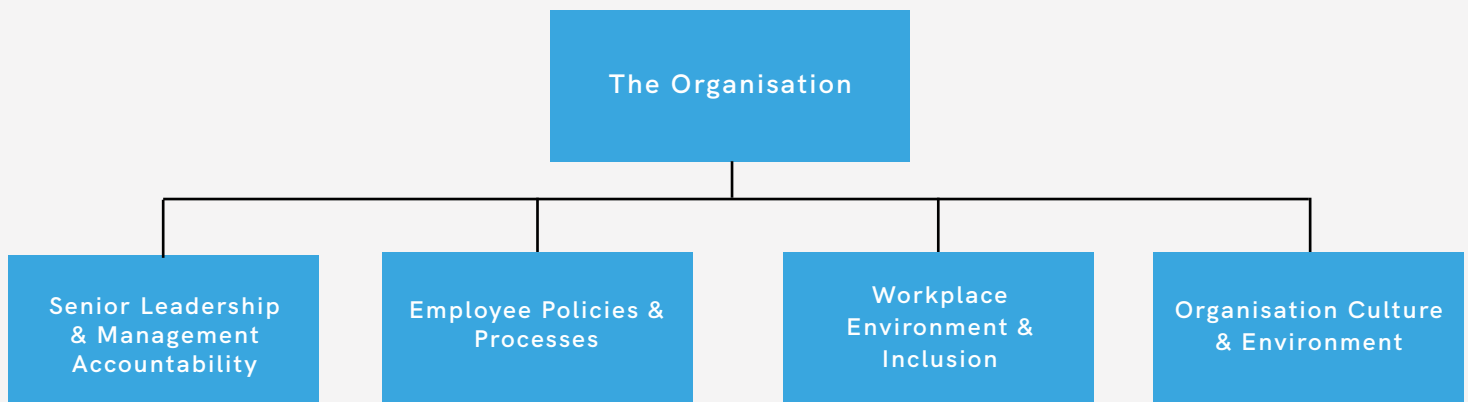 The Organisation
Senior Leadership
& Management
Accountability
Employee Policies &
Processes
Workplace
Environment &
Inclusion
Organisation Culture
& Environment